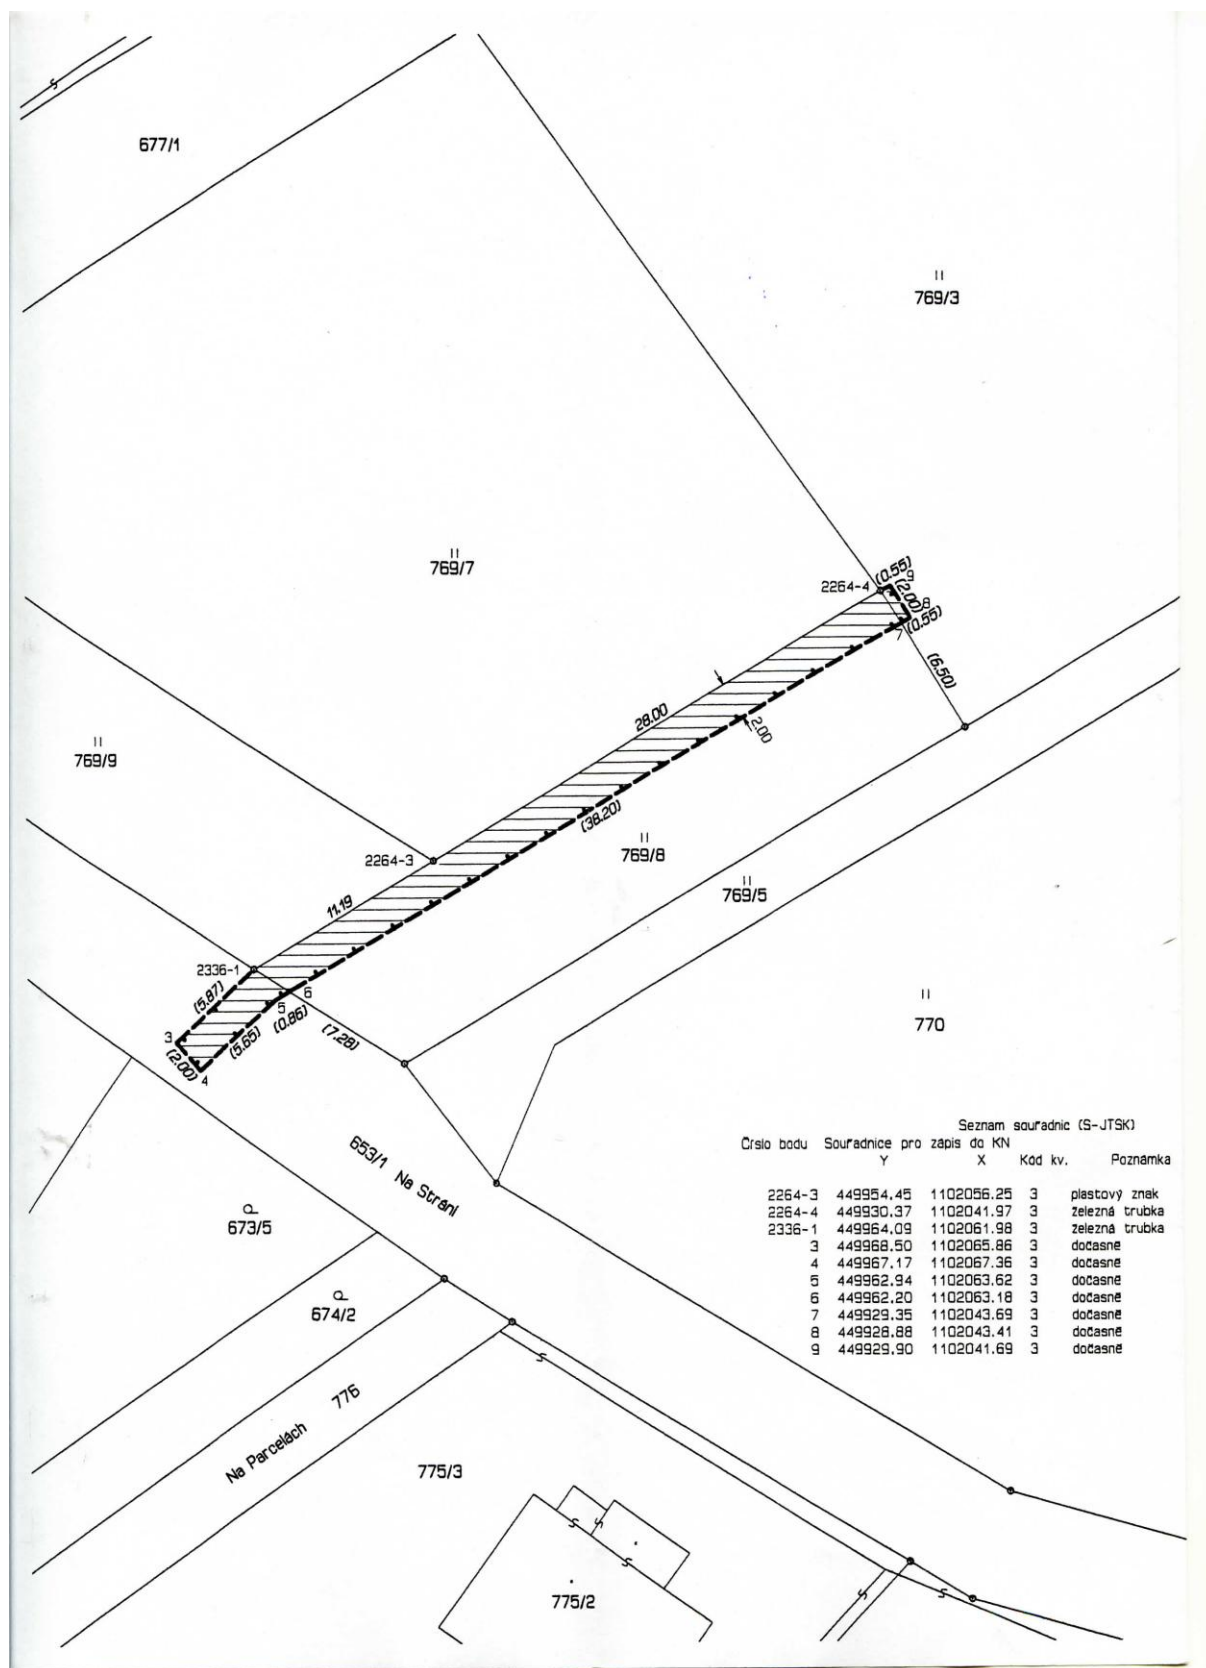 677/1
II
769/3
II
769/7
2264-4
(0.55)
9
(2.00)
8
(0.55)
7
(6.50)
28.00
2.00
II
769/9
(38.20)
2264-3
II
769/8
II
769/5
11.19
2336-1
(5.87)
6
5
(0.86)
3
(5.65)
(7.28)
(2.00)
4
II
770
653/1 Na Stráni
673/5
674/2
Na Parcelách 776
775/3
775/2
Seznam souřadnic (S-JTSK)
Číslo bodu Souřadnice pro zápis do KN
Y X Kód kv. Poznámka
2264-3 449954.45 1102056.25 3 plastový znak
2264-4 449930.37 1102041.97 3 železná trubka
2336-1 449964.09 1102061.98 3 železná trubka
3 449968.50 1102065.86 3 dočasně
4 449967.17 1102067.36 3 dočasně
5 449962.94 1102063.62 3 dočasně
6 449962.20 1102063.18 3 dočasně
7 449929.35 1102043.69 3 dočasně
8 449928.88 1102043.41 3 dočasně
9 449929.90 1102041.69 3 dočasně